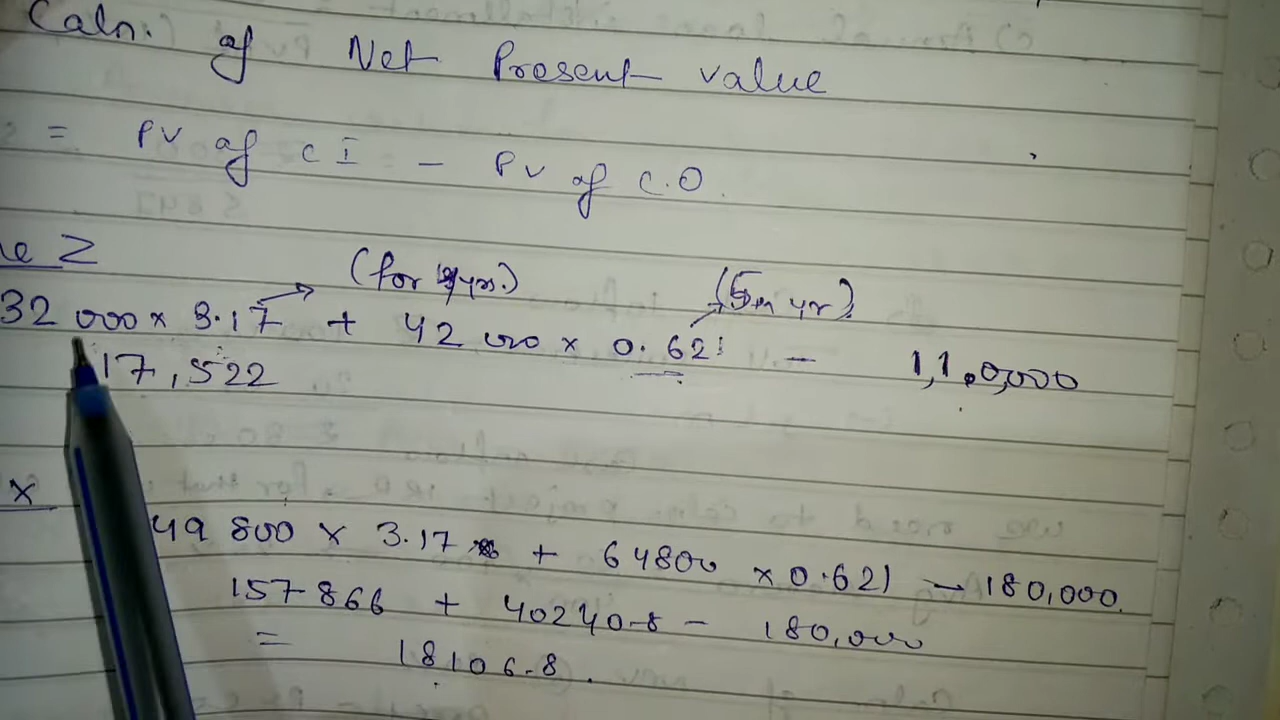 Caln. of Net Present value
= PV of C I - PV of C.O.
Z
(for yrs.) (5th yr)
32 000 x 3.17 + 42 000 x 0.621 - 1,10,000
17,522
x
49 800 x 3.17 + 64800 x 0.621 - 180,000.
157866 + 40240.8 - 180,000
= 18106.8.